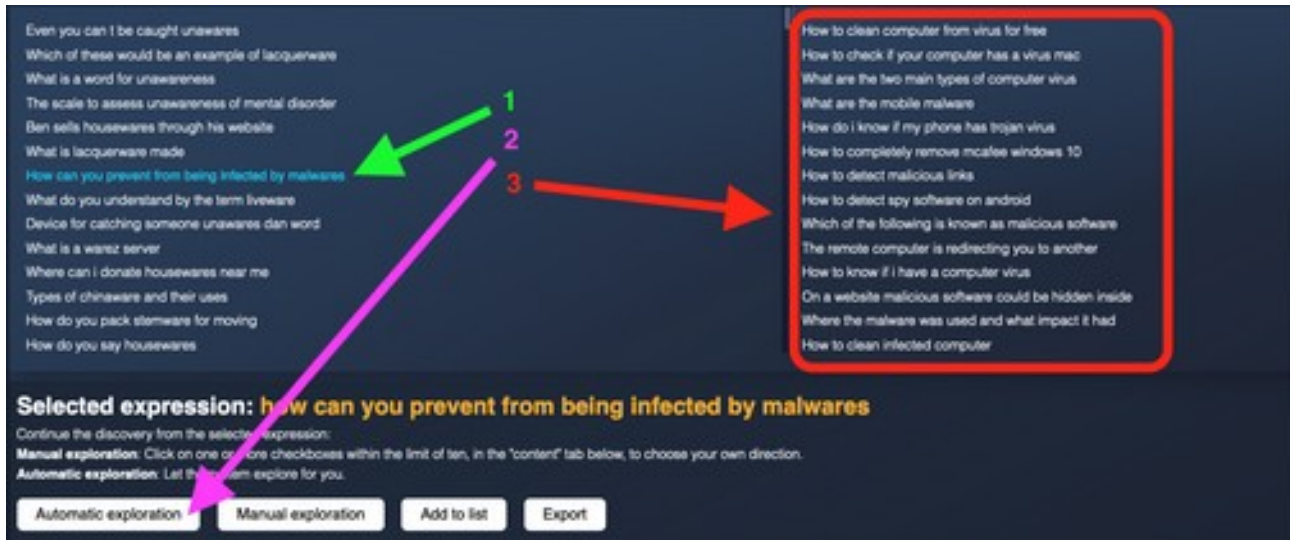 Even you can t be caught unawares
Which of these would be an example of lacquerware
What is a word for unawareness
The scale to assess unawareness of mental disorder
Ben sells housewares through his website
What is lacquerware made
How can you prevent from being infected by malwares
What do you understand by the term liveware
Device for catching someone unawares dan word
What is a warez server
Where can i donate housewares near me
Types of chinaware and their uses
How do you pack stemware for moving
How do you say housewares
1
2
3
How to clean computer from virus for free
How to check if your computer has a virus mac
What are the two main types of computer virus
What are the mobile malware
How do i know if my phone has trojan virus
How to completely remove mcafee windows 10
How to detect malicious links
How to detect spy software on android
Which of the following is known as malicious software
The remote computer is redirecting you to another
How to know if i have a computer virus
On a website malicious software could be hidden inside
Where the malware was used and what impact it had
How to clean infected computer
Selected expression: how can you prevent from being infected by malwares
Continue the discovery from the selected expression:
Manual exploration: Click on one or more checkboxes within the limit of ten, in the "content" tab below, to choose your own direction.
Automatic exploration: Let the system explore for you.
Automatic exploration
Manual exploration
Add to list
Export